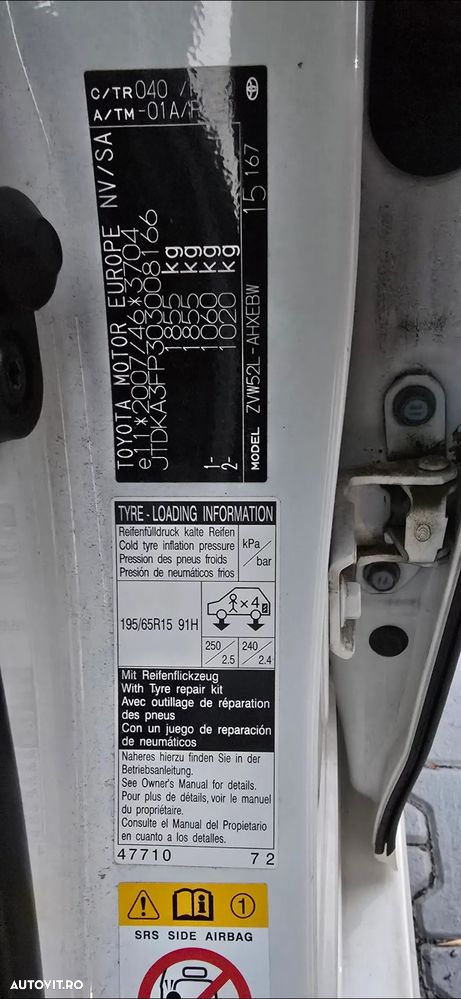 C/TR 040 /
A/TM -01A/
TOYOTA MOTOR EUROPE NV/SA
e11*2007/46*3704
JTDKA3FP303008166
1855 kg
1855 kg
1- 1060 kg
2- 1020 kg
MODEL ZVW52L-AHXEBW 15167
TYRE - LOADING INFORMATION
Reifenfülldruck kalte Reifen
Cold tyre inflation pressure
Pression des pneus froids
Presión de neumáticos frios
kPa/bar
195/65R15 91H
×4
250/2.5 240/2.4
Mit Reifenflickzeug
With Tyre repair kit
Avec outillage de réparation
des pneus
Con un juego de reparación
de neumáticos
Naheres hierzu finden Sie in der
Betriebsanleitung.
See Owner's Manual for details.
Pour plus de détails, voir le manuel
du propriétaire.
Consulte el Manual del Propietario
en cuanto a los detalles.
47710 72
1
SRS SIDE AIRBAG
AUTOVIT.RO